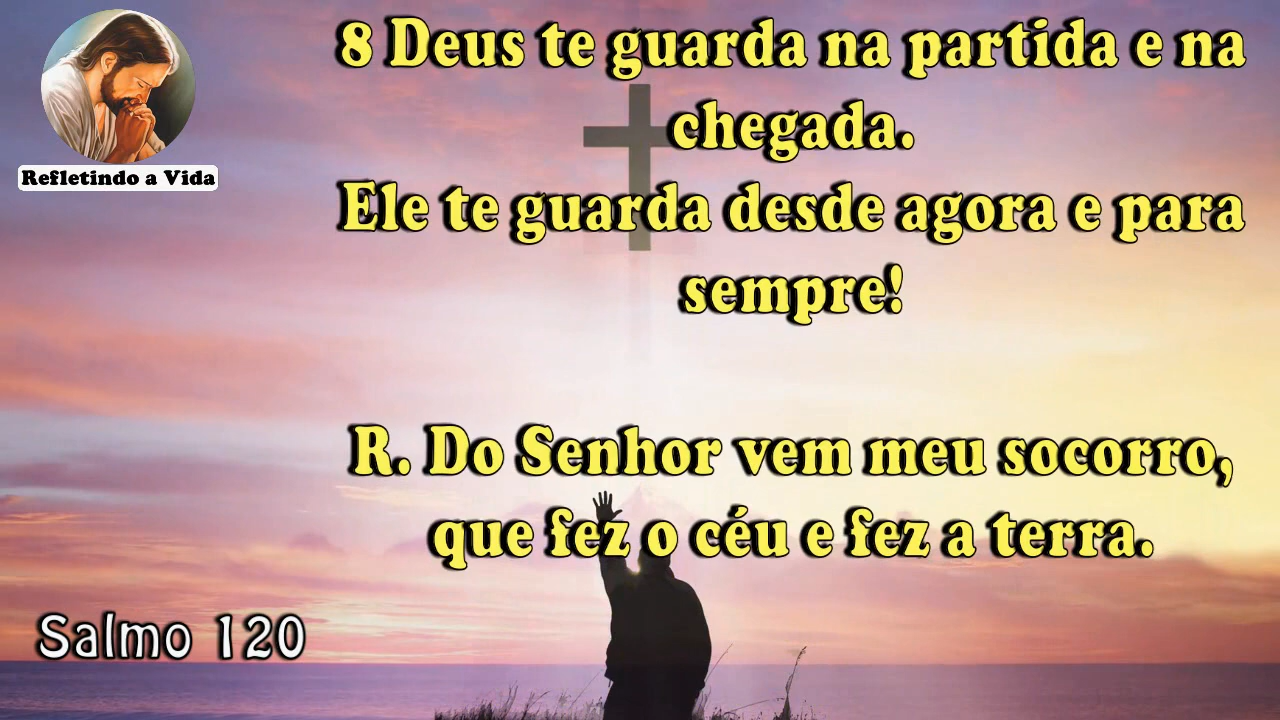 Refletindo a Vida
8 Deus te guarda na partida e na
chegada.
Ele te guarda desde agora e para
sempre!
R. Do Senhor vem meu socorro,
que fez o céu e fez a terra.
Salmo 120